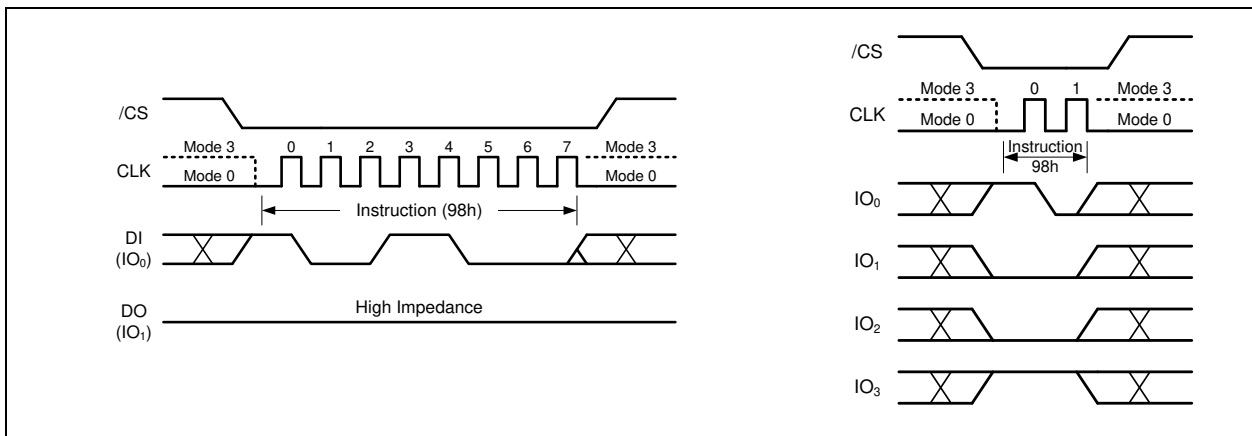 /CS
Mode 3 0 1 2 3 4 5 6 7 Mode 3
CLK
Mode 0 Mode 0
Instruction (98h)
DI
(IO0)
High Impedance
DO
(IO1)
/CS
Mode 3 0 1 Mode 3
CLK
Mode 0 Mode 0
Instruction
98h
IO0
IO1
IO2
IO3